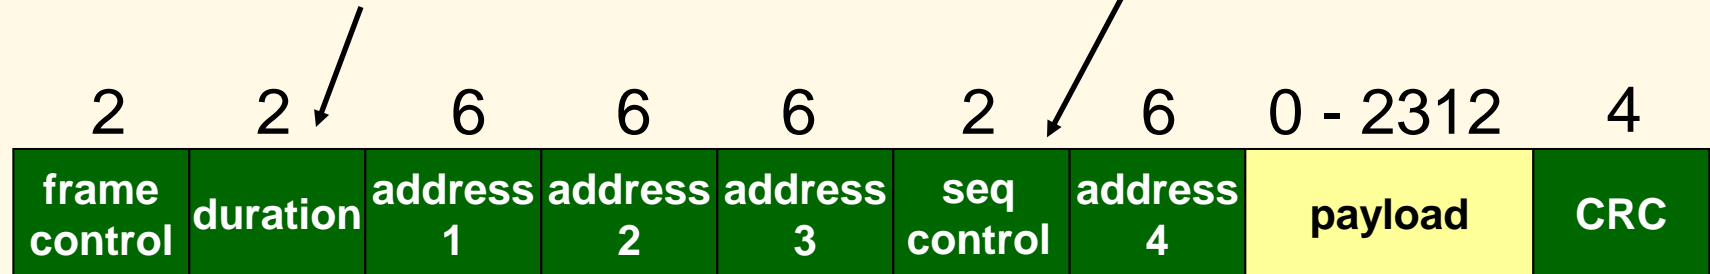 2 2 6 6 6 2 6 0 - 2312 4
frame control
duration
address 1
address 2
address 3
seq control
address 4
payload
CRC